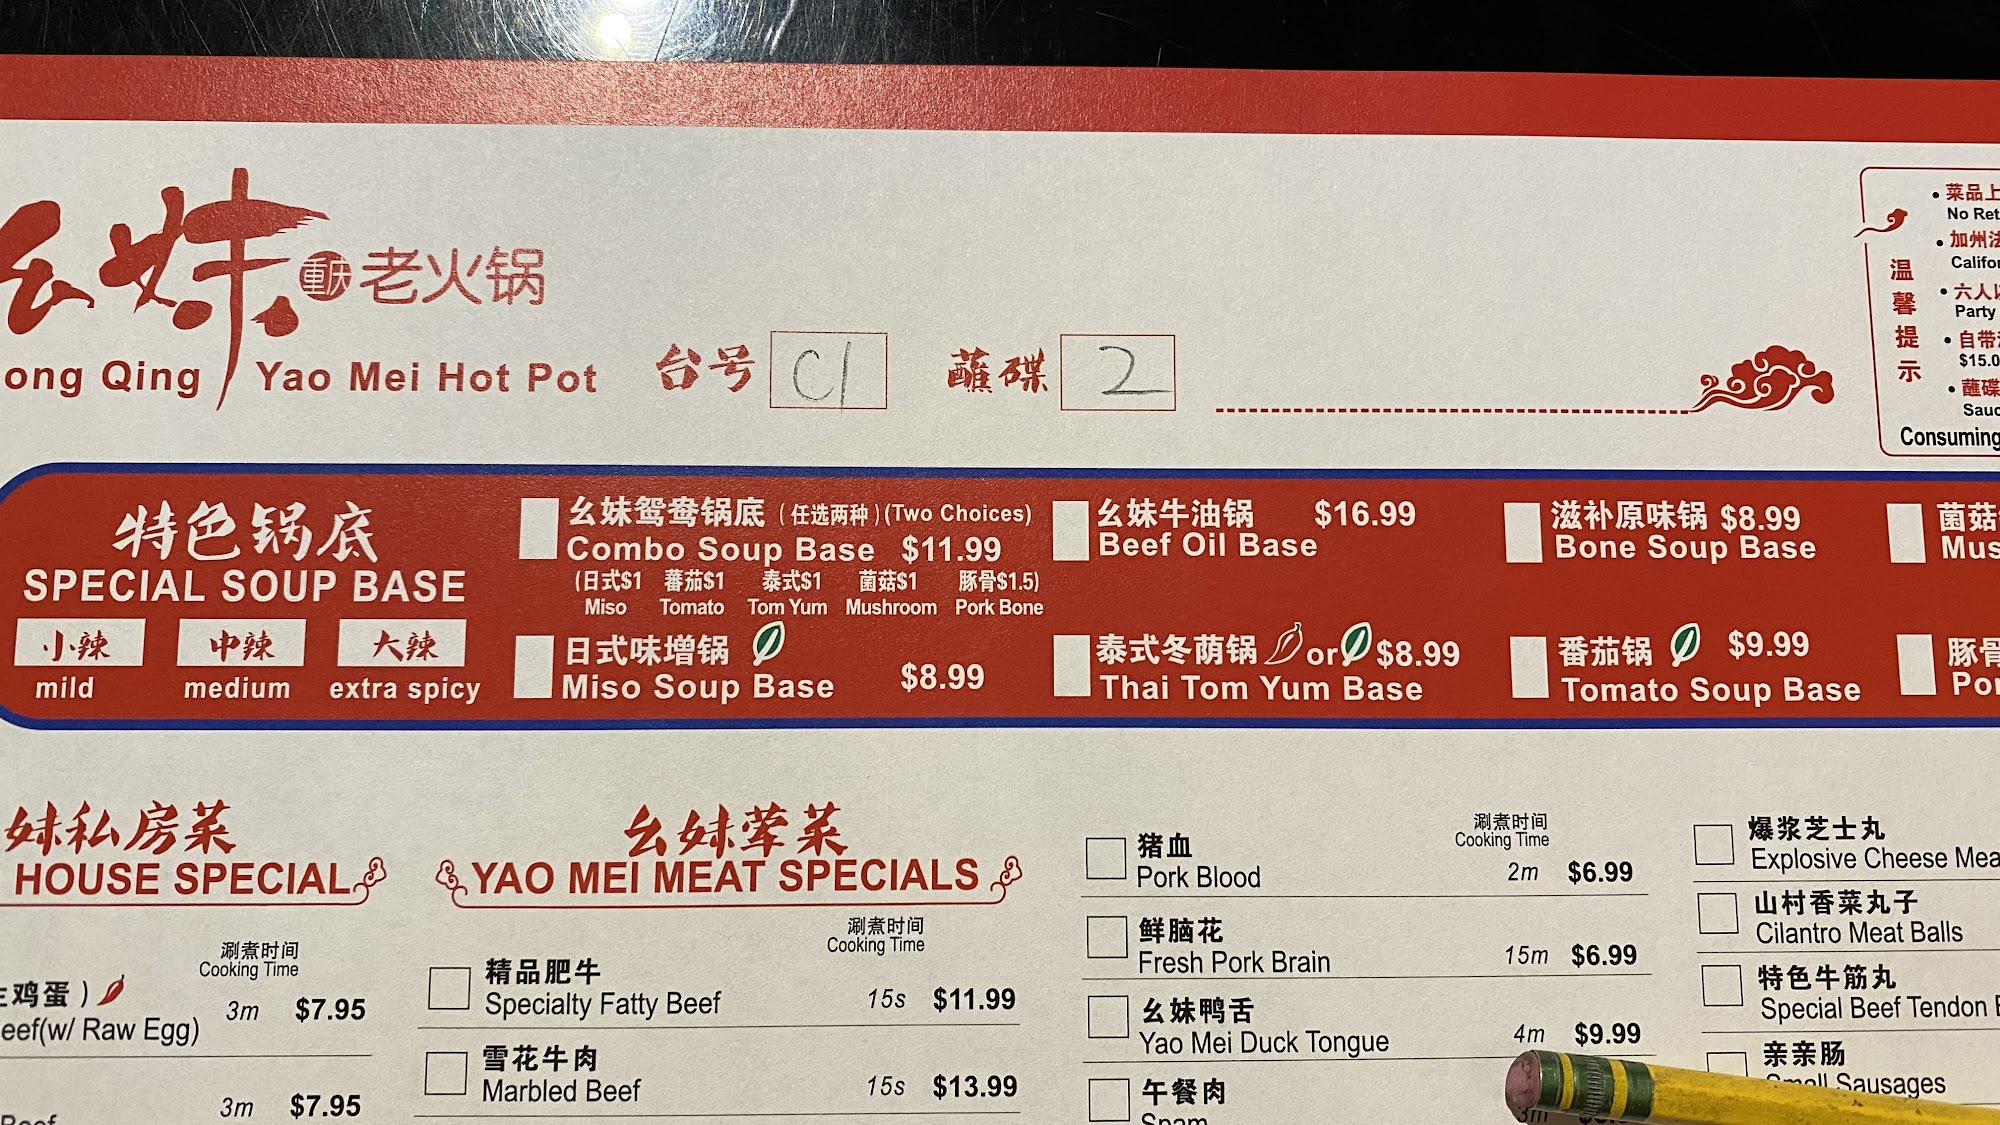 幺妹 重庆 老火锅
ong Qing Yao Mei Hot Pot
台号 C1 蘸碟 2
温馨提示
• 菜品上
No Ret
• 加州法
Califor
• 六人以
Party
• 自带
$15.0
• 蘸碟
Sauc
Consuming
特色锅底
SPECIAL SOUP BASE
小辣 中辣 大辣
mild medium extra spicy
幺妹鸳鸯锅底 (任选两种) (Two Choices)
Combo Soup Base $11.99
(日式$1 蕃茄$1 泰式$1 菌菇$1 豚骨$1.5)
Miso Tomato Tom Yum Mushroom Pork Bone
幺妹牛油锅 $16.99
Beef Oil Base
滋补原味锅 $8.99
Bone Soup Base
菌菇
Mus
日式味增锅
Miso Soup Base $8.99
泰式冬荫锅 or $8.99
Thai Tom Yum Base
番茄锅 $9.99
Tomato Soup Base
豚骨
Por
妹私房菜
HOUSE SPECIAL
涮煮时间
Cooking Time
生鸡蛋)
eef(w/ Raw Egg) 3m $7.95
3m $7.95
幺妹荤菜
YAO MEI MEAT SPECIALS
涮煮时间
Cooking Time
精品肥牛
Specialty Fatty Beef 15s $11.99
雪花牛肉
Marbled Beef 15s $13.99
涮煮时间
Cooking Time
猪血
Pork Blood 2m $6.99
鲜脑花
Fresh Pork Brain 15m $6.99
幺妹鸭舌
Yao Mei Duck Tongue 4m $9.99
午餐肉
Spam 3m
爆浆芝士丸
Explosive Cheese Mea
山村香菜丸子
Cilantro Meat Balls
特色牛筋丸
Special Beef Tendon
亲亲肠
Small Sausages